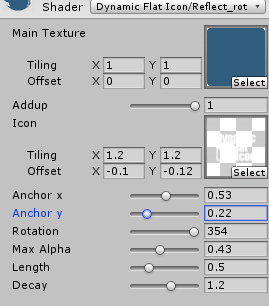 Shader Dynamic Flat Icon/Reflect_rot
Main Texture
Tiling X 1 Y 1
Offset X 0 Y 0
Select
Addup 1
Icon
Tiling X 1.2 Y 1.2
Offset X -0.1 Y -0.12
Select
Anchor x 0.53
Anchor y 0.22
Rotation 354
Max Alpha 0.43
Length 0.5
Decay 1.2